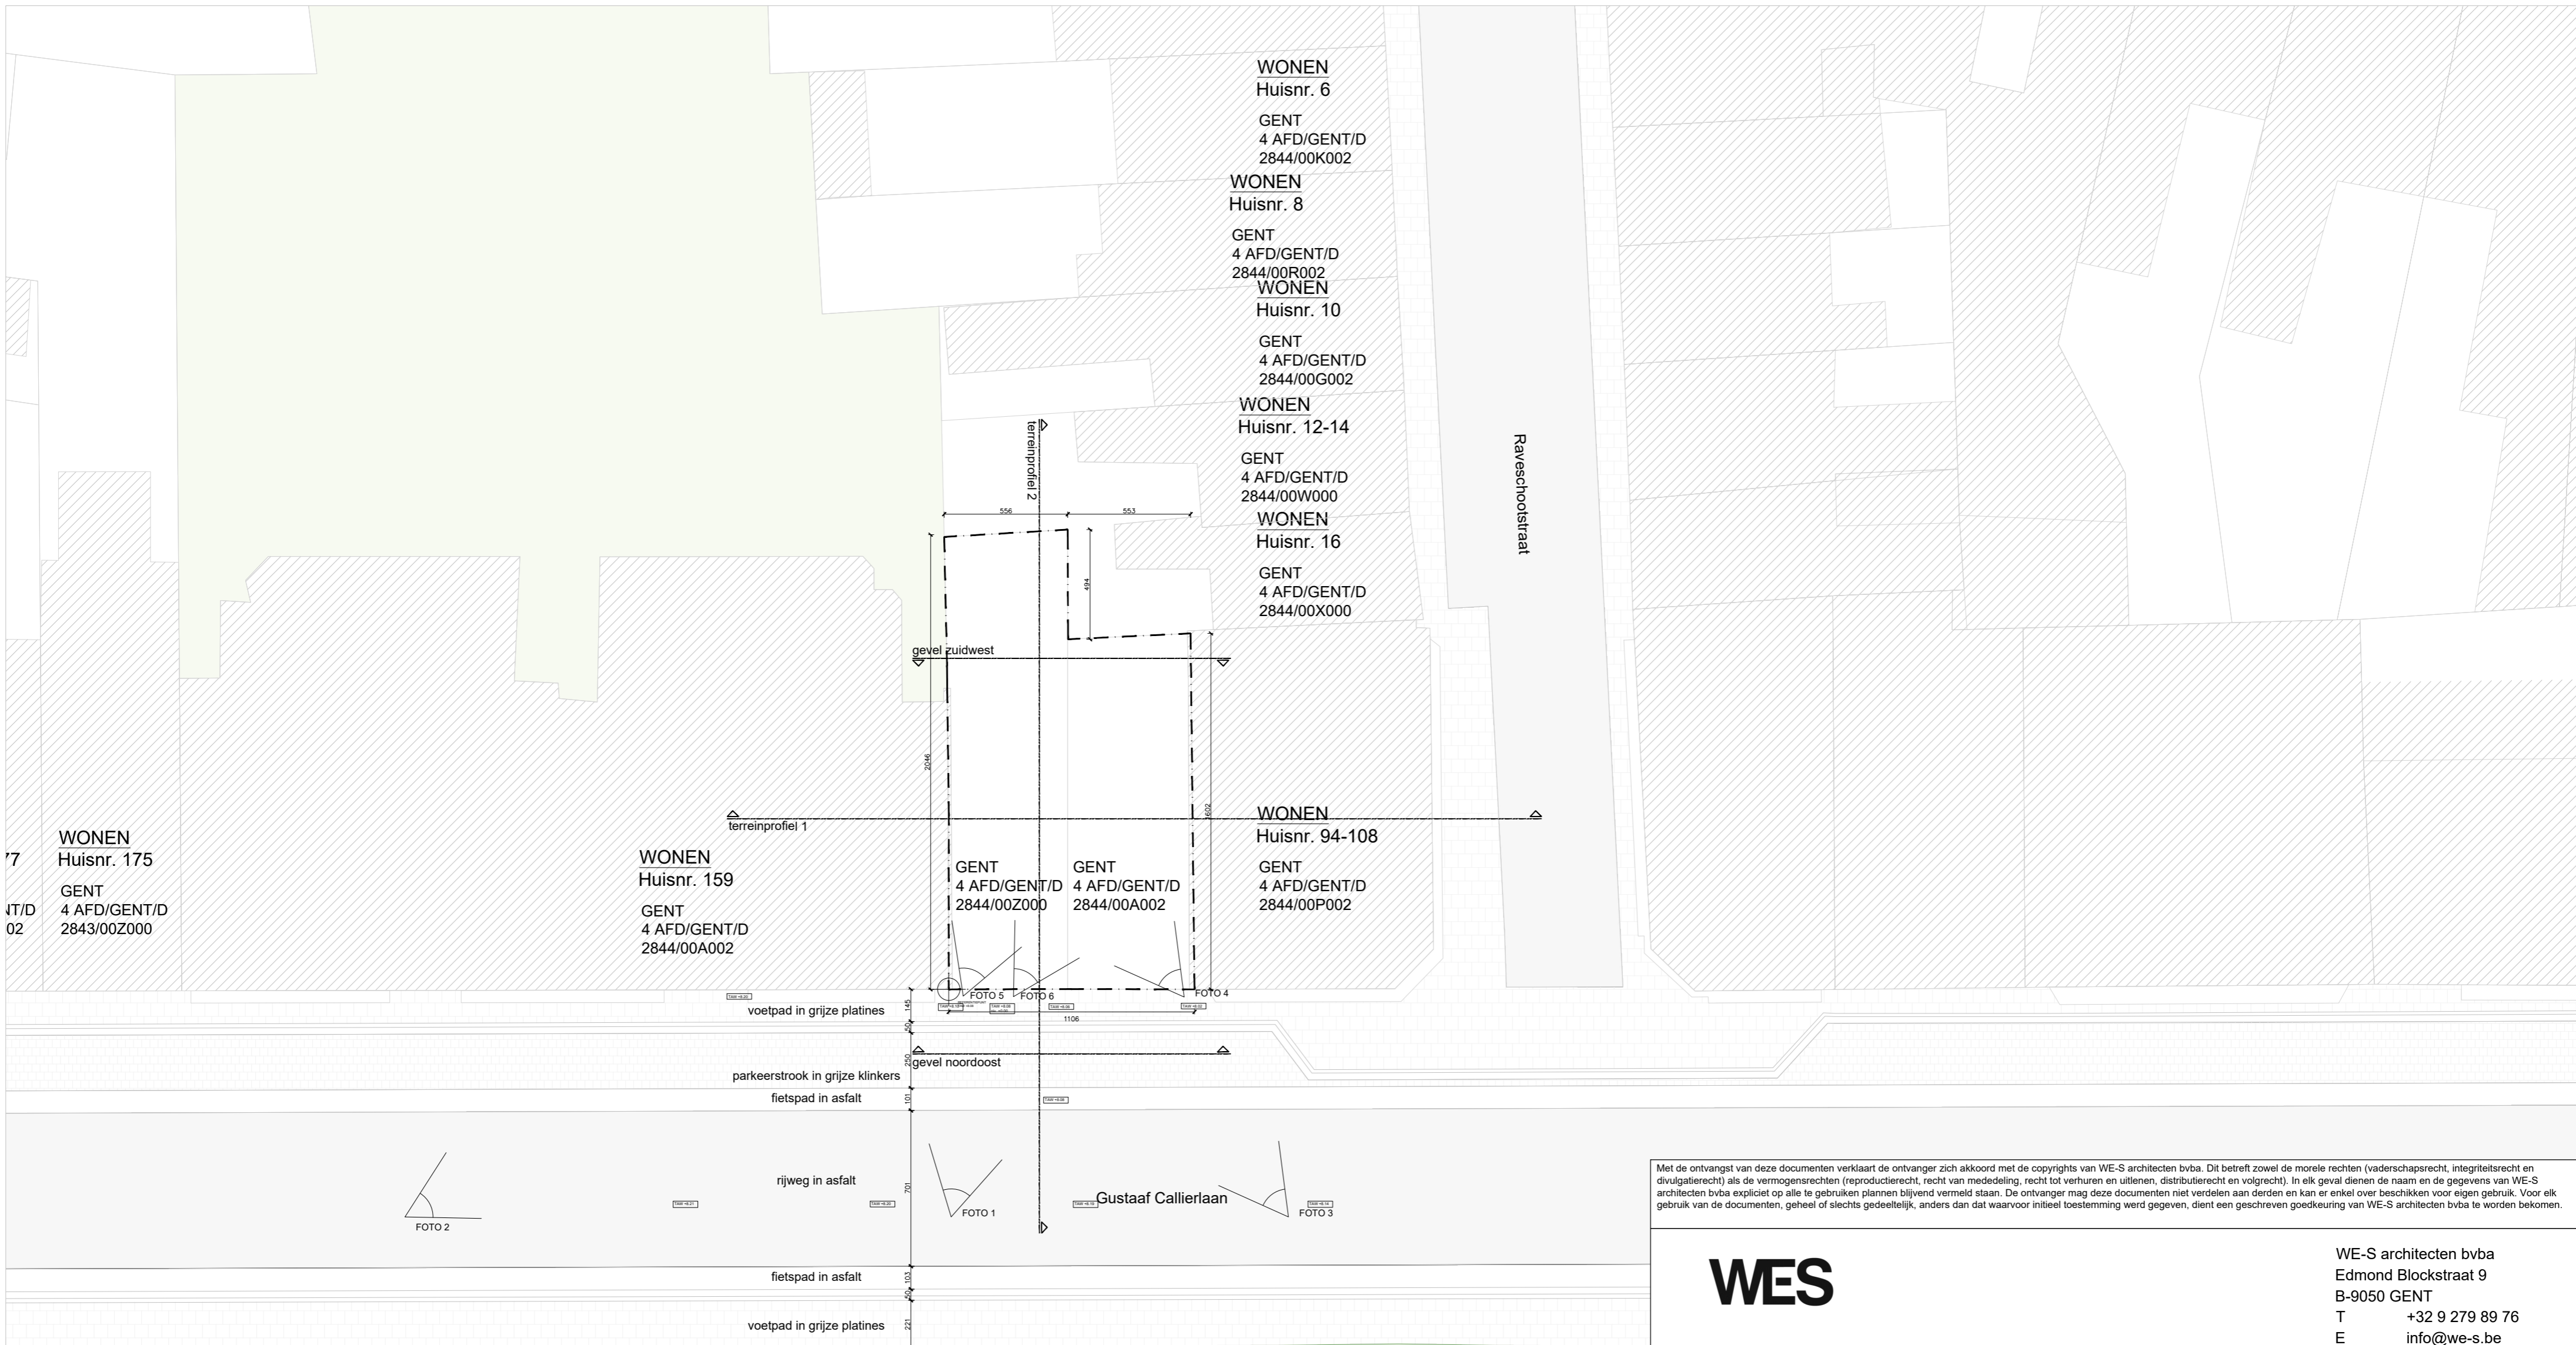 WONEN
Huisnr. 6
GENT
4 AFD/GENT/D
2844/00K002
WONEN
Huisnr. 8
GENT
4 AFD/GENT/D
2844/00R002
WONEN
Huisnr. 10
GENT
4 AFD/GENT/D
2844/00G002
WONEN
Huisnr. 12-14
GENT
4 AFD/GENT/D
2844/00W000
WONEN
Huisnr. 16
GENT
4 AFD/GENT/D
2844/00X000
Raveschootstraat
terreinprofiel 2
556
553
494
gevel zuidwest
2046
1602
terreinprofiel 1
WONEN
Huisnr. 94-108
GENT
4 AFD/GENT/D
2844/00P002
77
NT/D
02
WONEN
Huisnr. 175
GENT
4 AFD/GENT/D
2843/00Z000
WONEN
Huisnr. 159
GENT
4 AFD/GENT/D
2844/00A002
GENT
4 AFD/GENT/D
2844/00Z000
GENT
4 AFD/GENT/D
2844/00A002
FOTO 5
FOTO 6
FOTO 4
voetpad in grijze platines
145
1106
50
250
gevel noordoost
parkeerstrook in grijze klinkers
fietspad in asfalt
101
rijweg in asfalt
701
Gustaaf Callierlaan
FOTO 2
FOTO 1
FOTO 3
fietspad in asfalt
103
50
voetpad in grijze platines
221
Met de ontvangst van deze documenten verklaart de ontvanger zich akkoord met de copyrights van WE-S architecten bvba. Dit betreft zowel de morele rechten (vaderschapsrecht, integriteitsrecht en
divulgatierecht) als de vermogensrechten (reproductierecht, recht van mededeling, recht tot verhuren en uitlenen, distributierecht en volgrecht). In elk geval dienen de naam en de gegevens van WE-S
architecten bvba expliciet op alle te gebruiken plannen blijvend vermeld staan. De ontvanger mag deze documenten niet verdelen aan derden en kan er enkel over beschikken voor eigen gebruik. Voor elk
gebruik van de documenten, geheel of slechts gedeeltelijk, anders dan dat waarvoor initieel toestemming werd gegeven, dient een geschreven goedkeuring van WE-S architecten bvba te worden bekomen.
WES
WE-S architecten bvba
Edmond Blockstraat 9
B-9050 GENT
T +32 9 279 89 76
E info@we-s.be